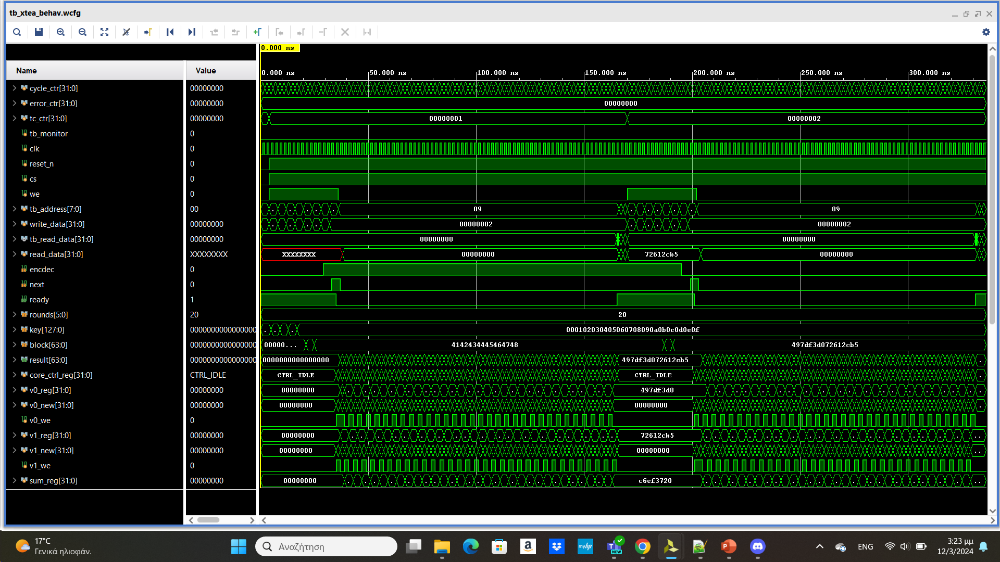 tb_xtea_behav.wcfg
0.000 ns
Name Value 0.000 ns 50.000 ns 100.000 ns 150.000 ns 200.000 ns 250.000 ns 300.000 ns
cycle_ctr[31:0] 00000000
error_ctr[31:0] 00000000 00000000
tc_ctr[31:0] 00000000 00000001 00000002
tb_monitor 0
clk 0
reset_n 0
cs 0
we 0
tb_address[7:0] 00 09 09
write_data[31:0] 00000000 00000002 00000002
tb_read_data[31:0] 00000000 00000000 00000000
read_data[31:0] XXXXXXXX XXXXXXXX 00000000 72612cb5 00000000
encdec 0
next 0
ready 1
rounds[5:0] 20 20
key[127:0] 0000000000000000 000102030405060708090a0b0c0d0e0f
block[63:0] 0000000000000000 00000... 4142434445464748 497df3d072612cb5
result[63:0] 0000000000000000 0000000000000000 497df3d072612cb5
core_ctrl_reg[31:0] CTRL_IDLE CTRL_IDLE CTRL_IDLE
v0_reg[31:0] 00000000 00000000 497df3d0
v0_new[31:0] 00000000 00000000 00000000
v0_we 0
v1_reg[31:0] 00000000 00000000 72612cb5
v1_new[31:0] 00000000 00000000 00000000
v1_we 0
sum_reg[31:0] 00000000 00000000 c6ef3720
17°C
Γενικά ηλιοφάν.
Αναζήτηση
a
myhp
T
NEW
P
ENG
3:23 μμ
12/3/2024